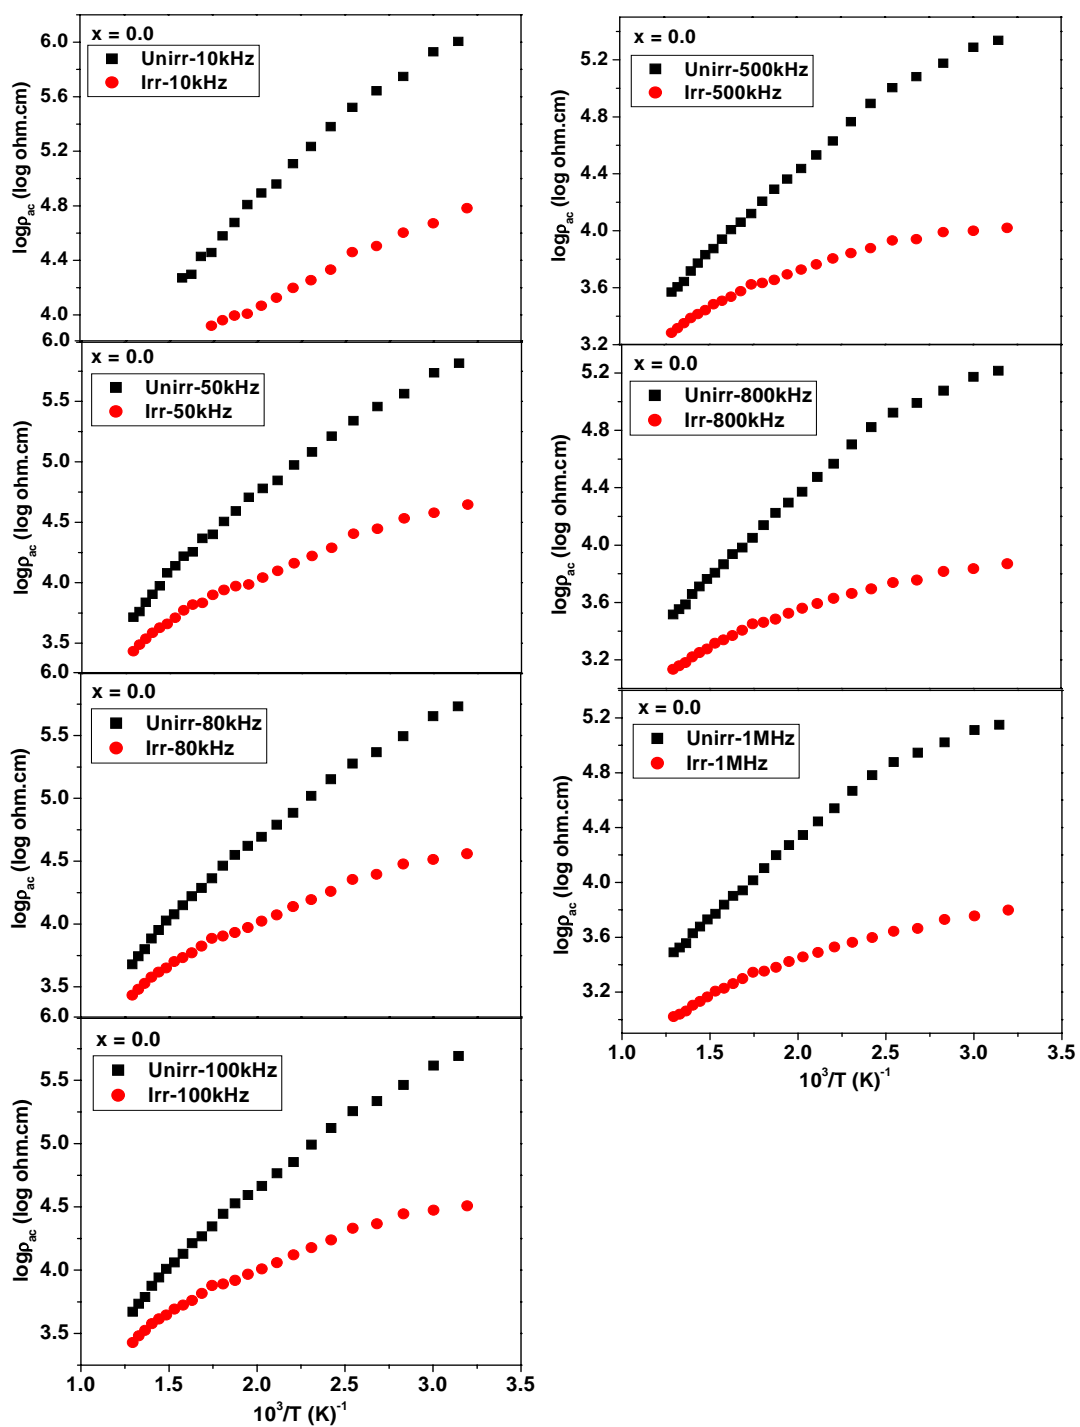 x = 0.0
Unirr-10kHz
Irr-10kHz
6.0
5.6
5.2
4.8
4.4
4.0
logρac (log ohm.cm)
x = 0.0
Unirr-50kHz
Irr-50kHz
6.0
5.5
5.0
4.5
4.0
3.5
logρac (log ohm.cm)
x = 0.0
Unirr-80kHz
Irr-80kHz
6.0
5.5
5.0
4.5
4.0
3.5
logρac (log ohm.cm)
x = 0.0
Unirr-100kHz
Irr-100kHz
6.0
5.5
5.0
4.5
4.0
3.5
logρac (log ohm.cm)
1.0 1.5 2.0 2.5 3.0 3.5
10³/T (K)⁻¹
x = 0.0
Unirr-500kHz
Irr-500kHz
5.2
4.8
4.4
4.0
3.6
3.2
logρac (log ohm.cm)
x = 0.0
Unirr-800kHz
Irr-800kHz
5.2
4.8
4.4
4.0
3.6
3.2
logρac (log ohm.cm)
x = 0.0
Unirr-1MHz
Irr-1MHz
5.2
4.8
4.4
4.0
3.6
3.2
logρac (log ohm.cm)
1.0 1.5 2.0 2.5 3.0 3.5
10³/T (K)⁻¹